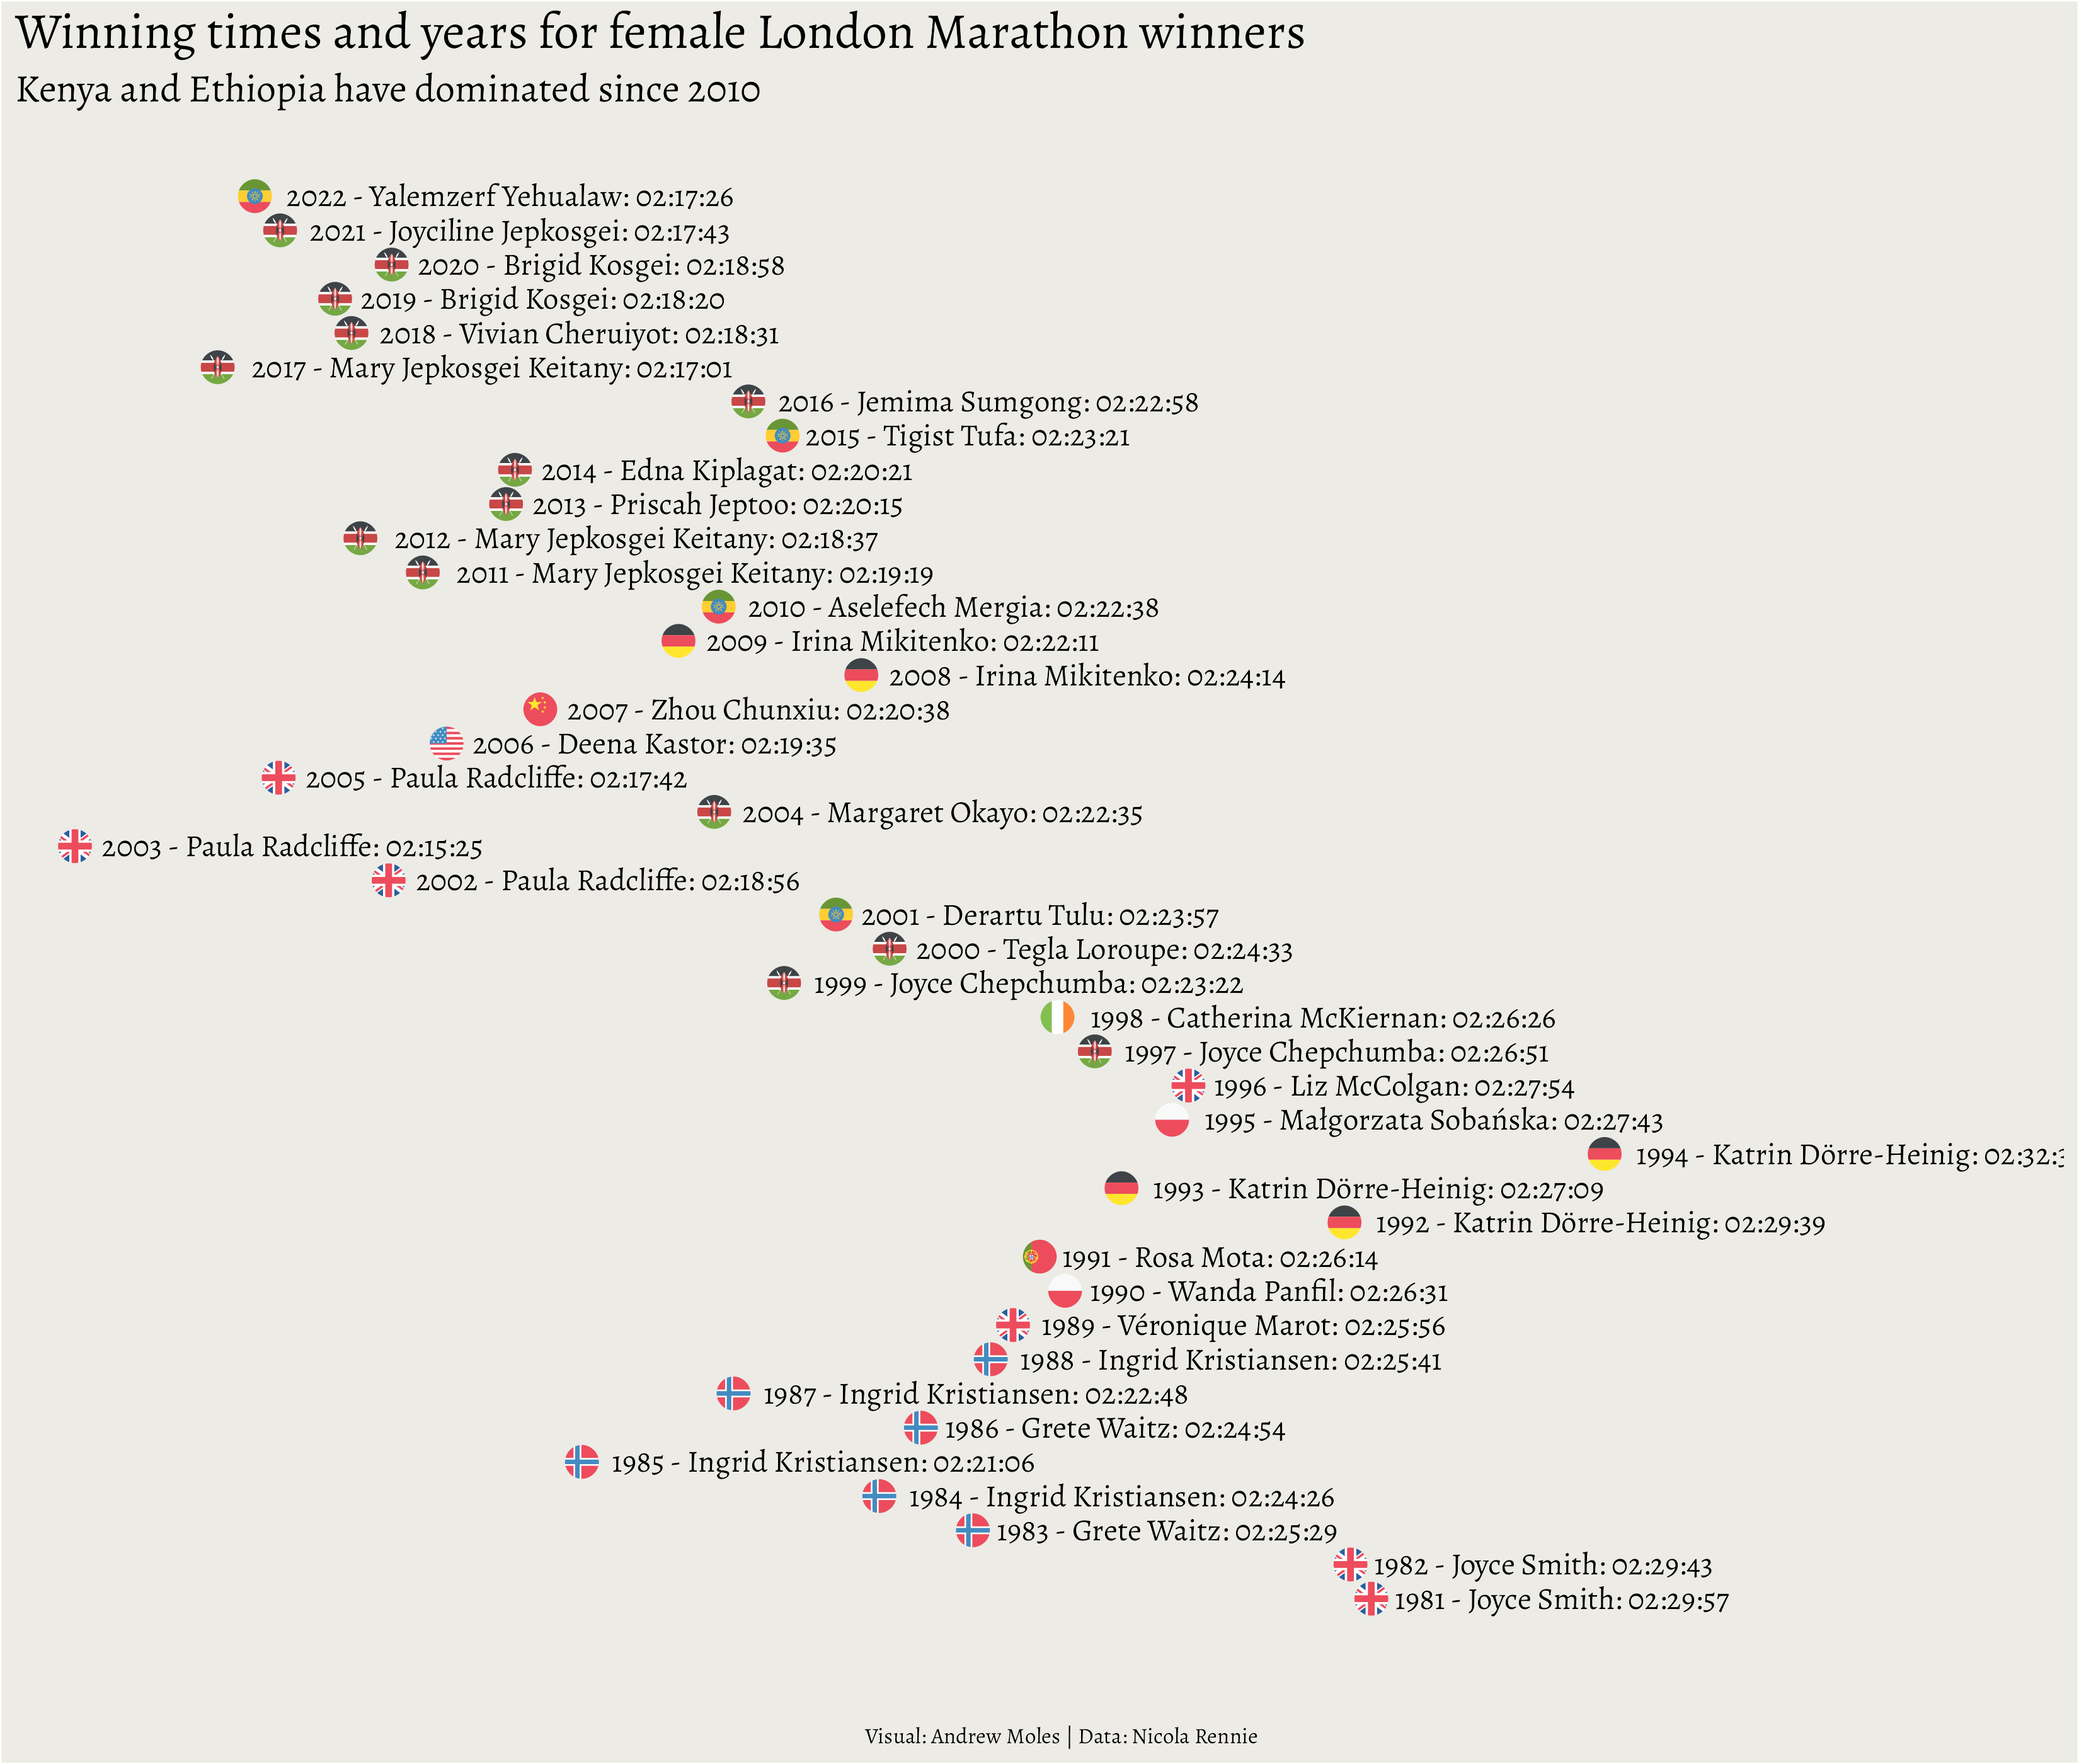 Winning times and years for female London Marathon winners
Kenya and Ethiopia have dominated since 2010
2022 - Yalemzerf Yehualaw: 02:17:26
2021 - Joyciline Jepkosgei: 02:17:43
2020 - Brigid Kosgei: 02:18:58
2019 - Brigid Kosgei: 02:18:20
2018 - Vivian Cheruiyot: 02:18:31
2017 - Mary Jepkosgei Keitany: 02:17:01
2016 - Jemima Sumgong: 02:22:58
2015 - Tigist Tufa: 02:23:21
2014 - Edna Kiplagat: 02:20:21
2013 - Priscah Jeptoo: 02:20:15
2012 - Mary Jepkosgei Keitany: 02:18:37
2011 - Mary Jepkosgei Keitany: 02:19:19
2010 - Aselefech Mergia: 02:22:38
2009 - Irina Mikitenko: 02:22:11
2008 - Irina Mikitenko: 02:24:14
2007 - Zhou Chunxiu: 02:20:38
2006 - Deena Kastor: 02:19:35
2005 - Paula Radcliffe: 02:17:42
2004 - Margaret Okayo: 02:22:35
2003 - Paula Radcliffe: 02:15:25
2002 - Paula Radcliffe: 02:18:56
2001 - Derartu Tulu: 02:23:57
2000 - Tegla Loroupe: 02:24:33
1999 - Joyce Chepchumba: 02:23:22
1998 - Catherina McKiernan: 02:26:26
1997 - Joyce Chepchumba: 02:26:51
1996 - Liz McColgan: 02:27:54
1995 - Małgorzata Sobańska: 02:27:43
1994 - Katrin Dörre-Heinig: 02:32:
1993 - Katrin Dörre-Heinig: 02:27:09
1992 - Katrin Dörre-Heinig: 02:29:39
1991 - Rosa Mota: 02:26:14
1990 - Wanda Panfil: 02:26:31
1989 - Véronique Marot: 02:25:56
1988 - Ingrid Kristiansen: 02:25:41
1987 - Ingrid Kristiansen: 02:22:48
1986 - Grete Waitz: 02:24:54
1985 - Ingrid Kristiansen: 02:21:06
1984 - Ingrid Kristiansen: 02:24:26
1983 - Grete Waitz: 02:25:29
1982 - Joyce Smith: 02:29:43
1981 - Joyce Smith: 02:29:57
Visual: Andrew Moles | Data: Nicola Rennie